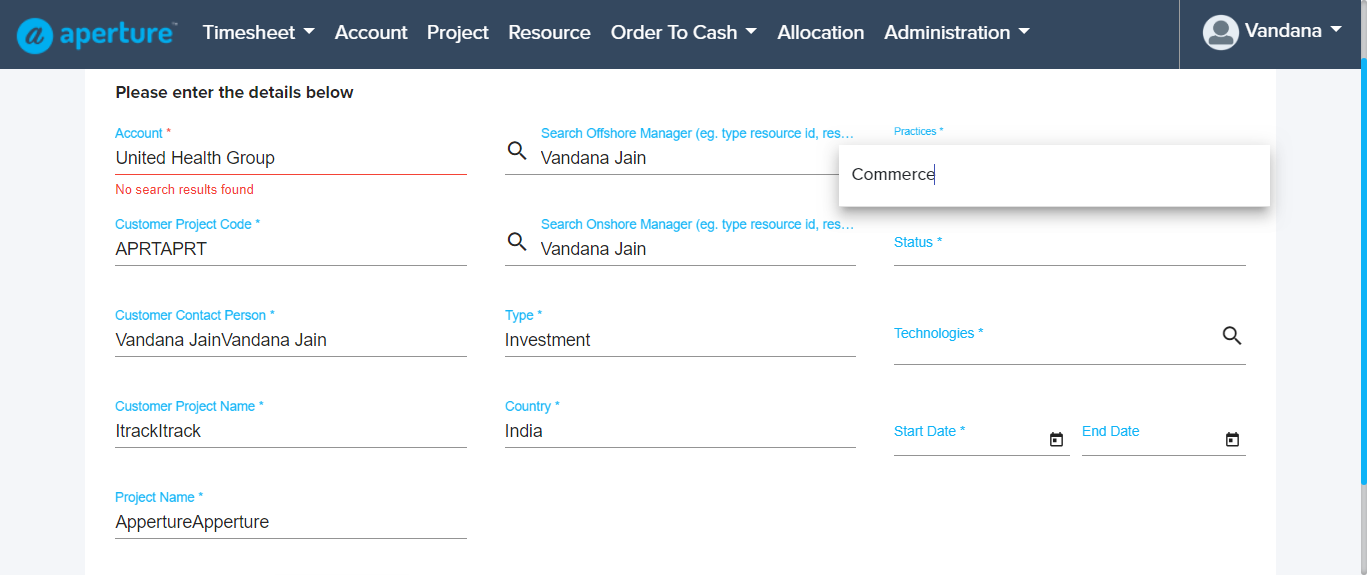 aperture™ Timesheet Account Project Resource Order To Cash Allocation Administration Vandana
Please enter the details below
Account *
United Health Group
No search results found
Search Offshore Manager (eg. type resource id, res…
Vandana Jain
Practices *
Commerce
Customer Project Code *
APRTAPRT
Search Onshore Manager (eg. type resource id, res…
Vandana Jain
Status *
Customer Contact Person *
Vandana JainVandana Jain
Type *
Investment
Technologies *
Customer Project Name *
ItrackItrack
Country *
India
Start Date *
End Date
Project Name *
AppertureApperture